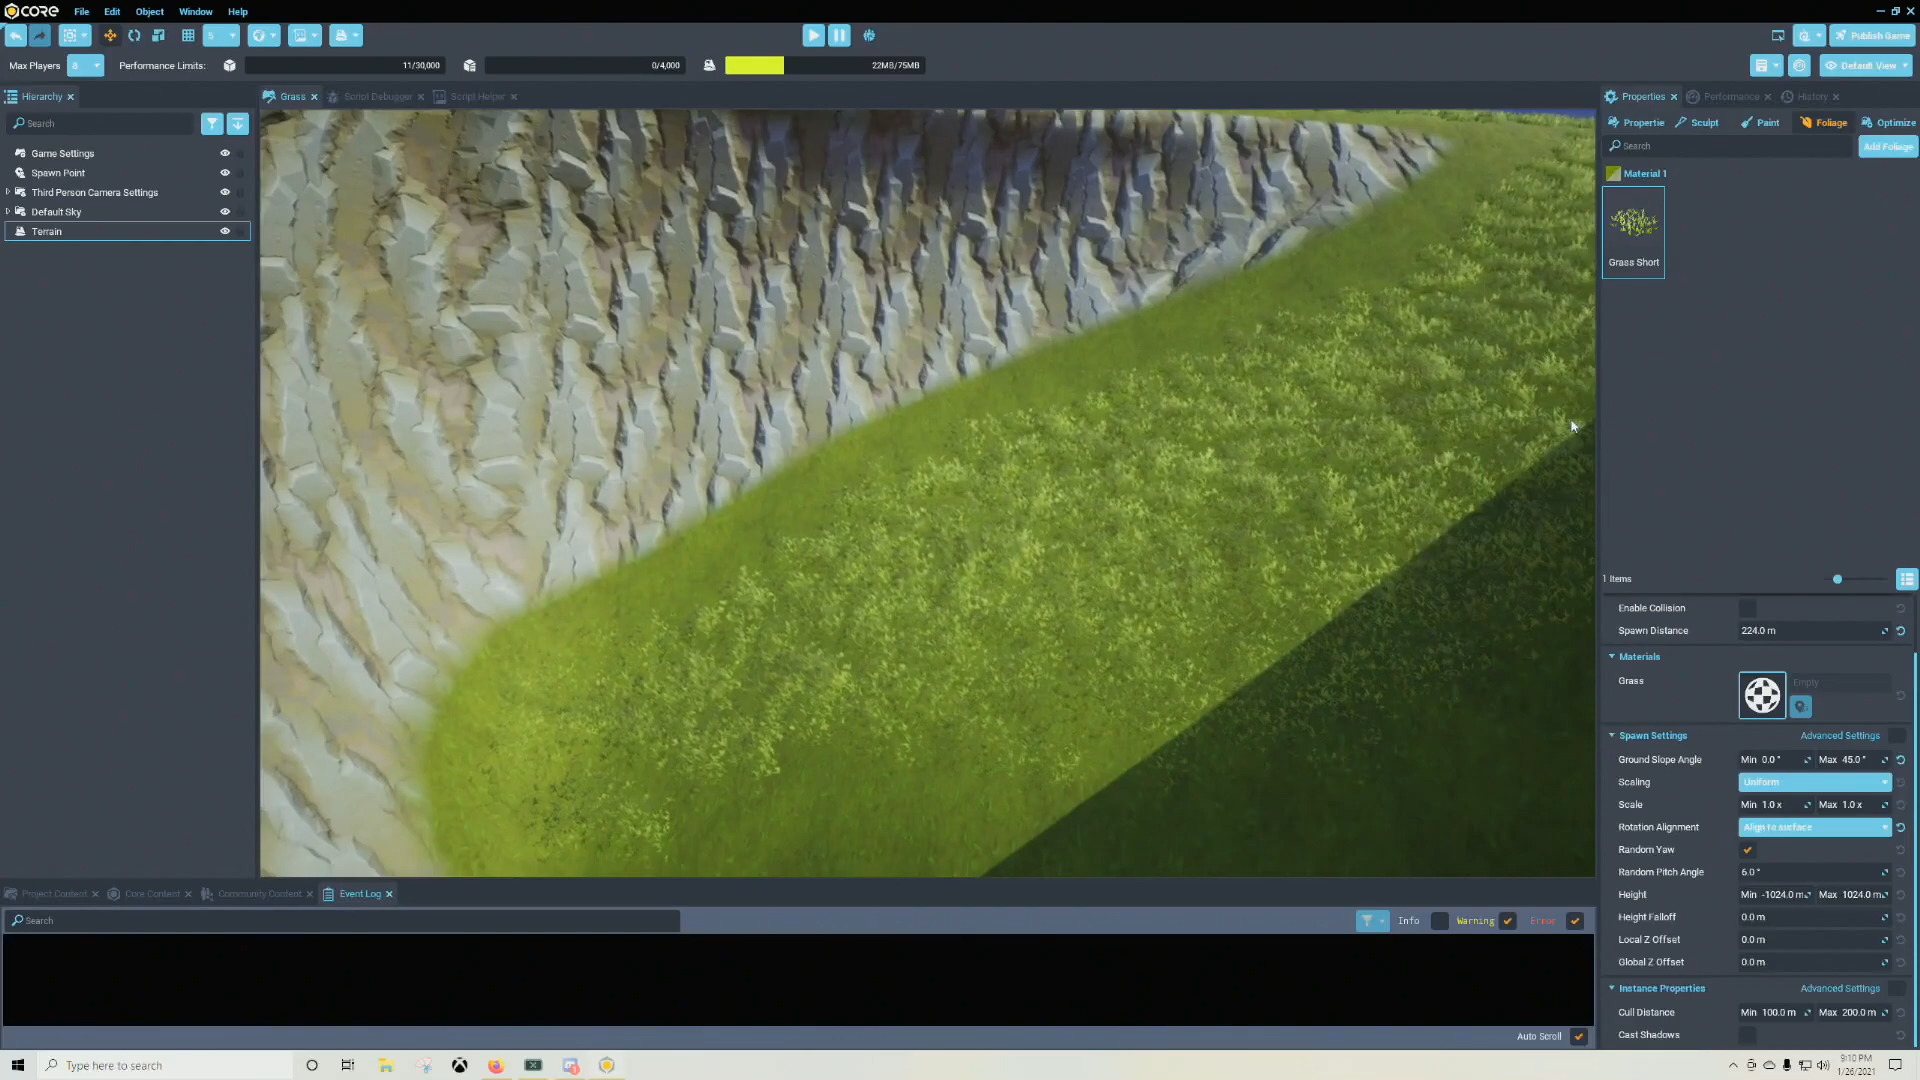 CORE File Edit Object Window Help
5
Publish Game
Max Players 8 Performance Limits: 11/30,000 0/4,000 22MB/75MB
Default View
Hierarchy
Grass Script Debugger Script Helper
Properties Performance History
Search
Propertie Sculpt Paint Foliage Optimize
Search Add Foliage
Game Settings
Spawn Point
Third Person Camera Settings
Default Sky
Terrain
Material 1
Grass Short
1 Items
Enable Collision
Spawn Distance 224.0 m
Materials
Grass Empty
Spawn Settings Advanced Settings
Ground Slope Angle Min 0.0 ° Max 45.0 °
Scaling Uniform
Scale Min 1.0 x Max 1.0 x
Rotation Alignment Align to surface
Random Yaw
Random Pitch Angle 6.0 °
Height Min -1024.0 m Max 1024.0 m
Height Falloff 0.0 m
Local Z Offset 0.0 m
Global Z Offset 0.0 m
Instance Properties Advanced Settings
Cull Distance Min 100.0 m Max 200.0 m
Cast Shadows
Project Content Core Content Community Content Event Log
Search Info Warning Error
Auto Scroll
Type here to search
9:10 PM
1/26/2021